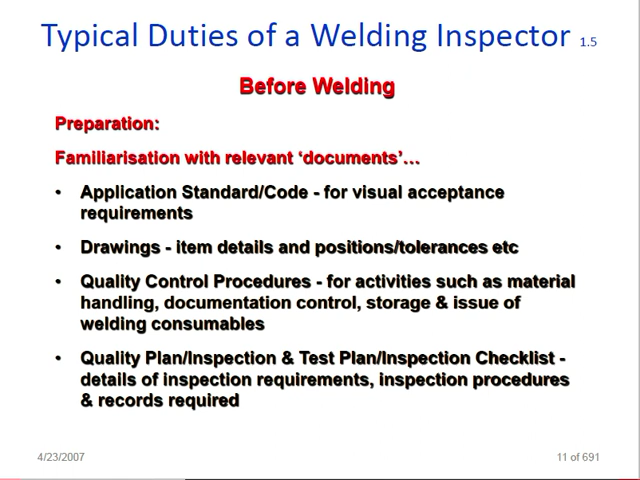 Typical Duties of a Welding Inspector 1.5
Before Welding
Preparation:
Familiarisation with relevant ‘documents’…
• Application Standard/Code - for visual acceptance
requirements
• Drawings - item details and positions/tolerances etc
• Quality Control Procedures - for activities such as material
handling, documentation control, storage & issue of
welding consumables
• Quality Plan/Inspection & Test Plan/Inspection Checklist -
details of inspection requirements, inspection procedures
& records required
4/23/2007
11 of 691